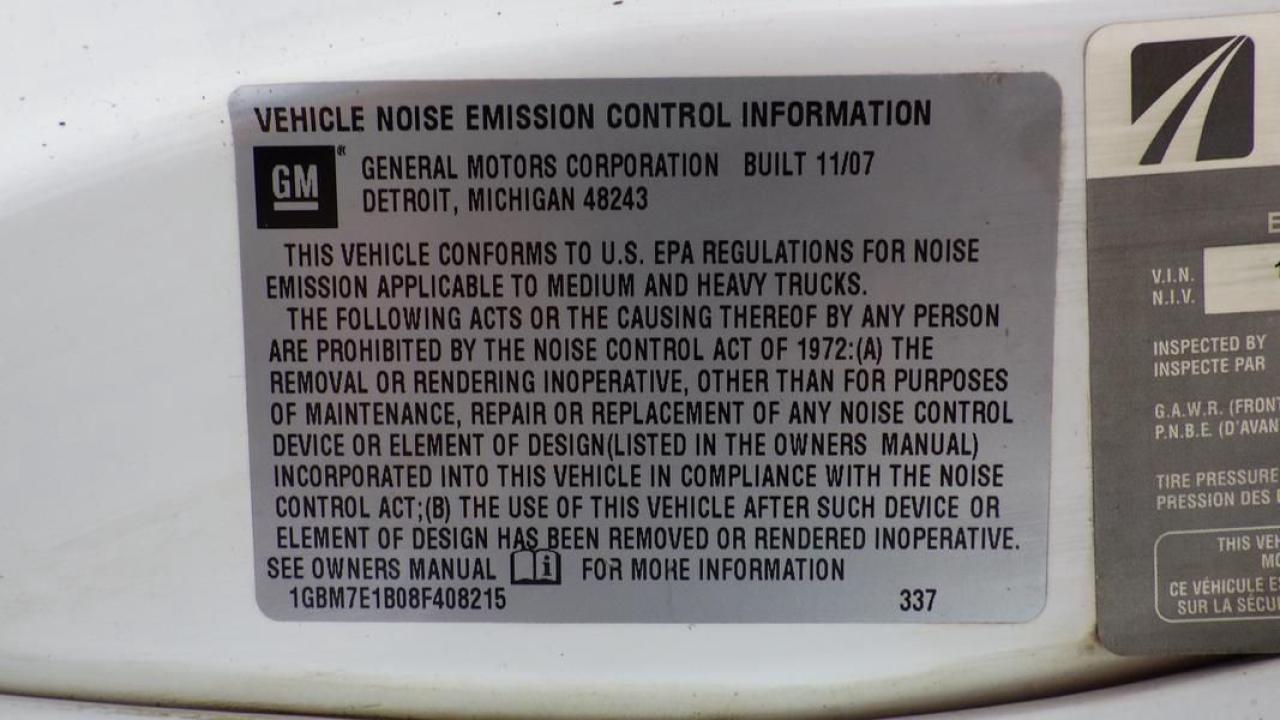 VEHICLE NOISE EMISSION CONTROL INFORMATION
GM®
GENERAL MOTORS CORPORATION BUILT 11/07
DETROIT, MICHIGAN 48243
THIS VEHICLE CONFORMS TO U.S. EPA REGULATIONS FOR NOISE
EMISSION APPLICABLE TO MEDIUM AND HEAVY TRUCKS.
THE FOLLOWING ACTS OR THE CAUSING THEREOF BY ANY PERSON
ARE PROHIBITED BY THE NOISE CONTROL ACT OF 1972:(A) THE
REMOVAL OR RENDERING INOPERATIVE, OTHER THAN FOR PURPOSES
OF MAINTENANCE, REPAIR OR REPLACEMENT OF ANY NOISE CONTROL
DEVICE OR ELEMENT OF DESIGN(LISTED IN THE OWNERS MANUAL)
INCORPORATED INTO THIS VEHICLE IN COMPLIANCE WITH THE NOISE
CONTROL ACT;(B) THE USE OF THIS VEHICLE AFTER SUCH DEVICE OR
ELEMENT OF DESIGN HAS BEEN REMOVED OR RENDERED INOPERATIVE.
SEE OWNERS MANUAL i FOR MORE INFORMATION
1GBM7E1B08F408215 337
V.I.N.
N.I.V.
INSPECTED BY
INSPECTE PAR
G.A.W.R. (FRONT
P.N.B.E. (D'AVAN
TIRE PRESSURE
PRESSION DES
THIS VEH
CE VÉHICULE ES
SUR LA SÉCU